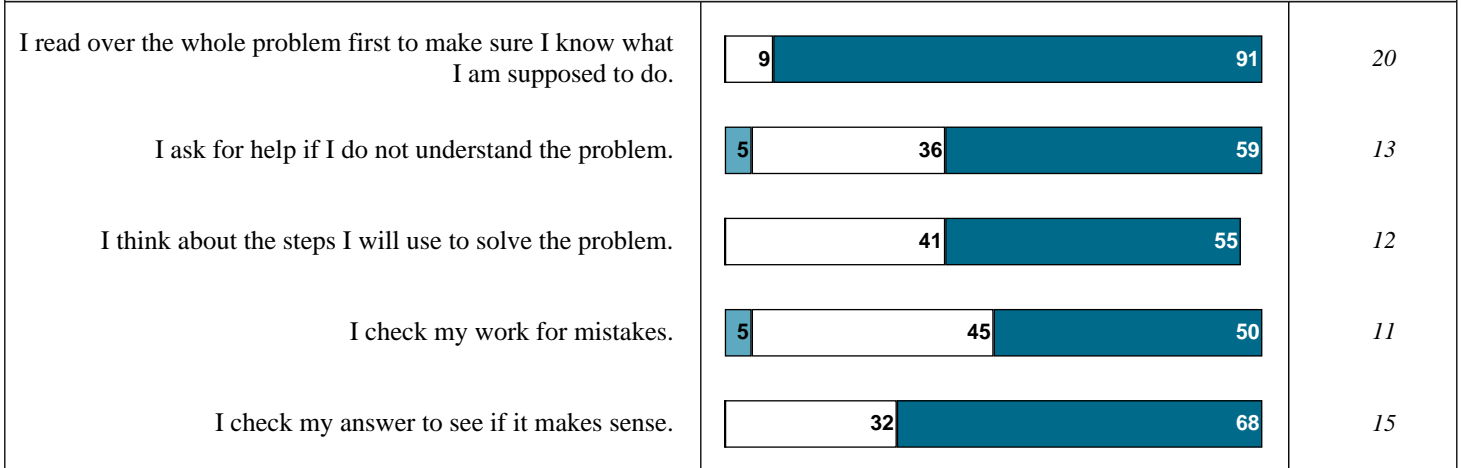 I read over the whole problem first to make sure I know what
I am supposed to do.
9 91 20
I ask for help if I do not understand the problem.
5 36 59 13
I think about the steps I will use to solve the problem.
41 55 12
I check my work for mistakes.
5 45 50 11
I check my answer to see if it makes sense.
32 68 15